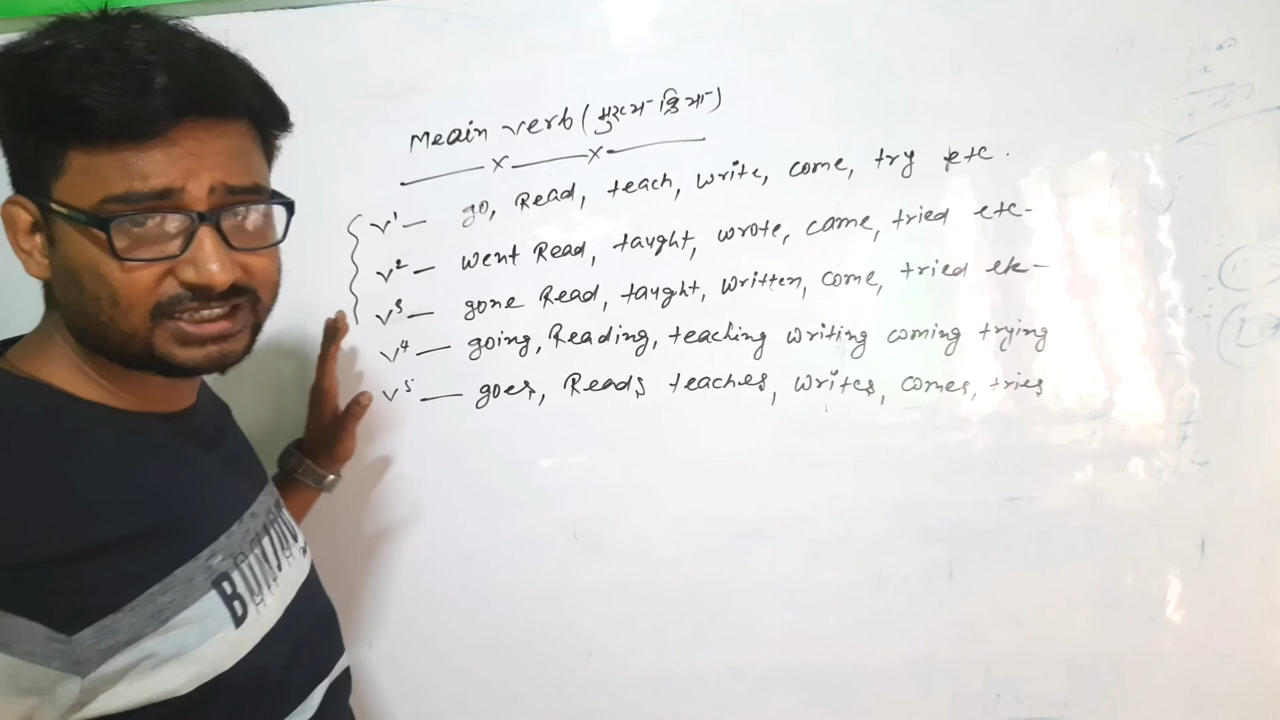 Meain verb (मुख्य क्रिया)
V¹ — go, Read, teach, write, come, try etc.
V² — went Read, taught, wrote, came, tried etc-
V³ — gone Read, taught, written, come, tried etc-
V⁴ — going, Reading, teaching writing coming trying
V⁵ — goes, Reads teaches, writes, comes, tries